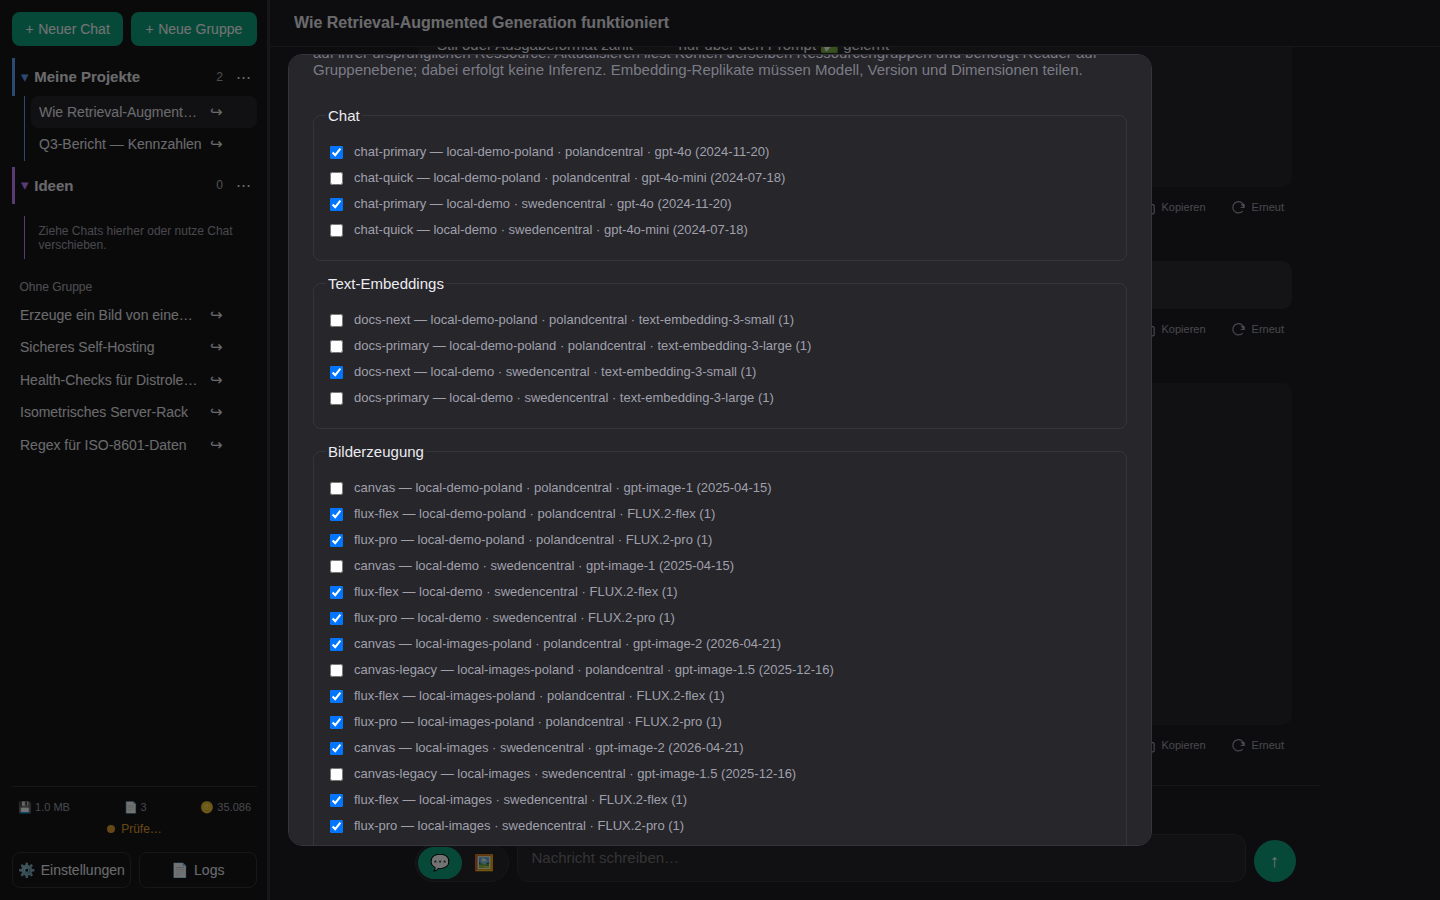 + Neuer Chat
+ Neue Gruppe
▾ Meine Projekte 2 ⋯
Wie Retrieval-Augment… ↪
Q3-Bericht — Kennzahlen ↪
▾ Ideen 0 ⋯
Ziehe Chats hierher oder nutze Chat
verschieben.
Ohne Gruppe
Erzeuge ein Bild von eine… ↪
Sicheres Self-Hosting ↪
Health-Checks für Distrole… ↪
Isometrisches Server-Rack ↪
Regex für ISO-8601-Daten ↪
1.0 MB
3
35.086
Prüfe…
Einstellungen
Logs
Wie Retrieval-Augmented Generation funktioniert
Gruppenebene; dabei erfolgt keine Inferenz. Embedding-Replikate müssen Modell, Version und Dimensionen teilen.
Chat
chat-primary — local-demo-poland · polandcentral · gpt-4o (2024-11-20)
chat-quick — local-demo-poland · polandcentral · gpt-4o-mini (2024-07-18)
chat-primary — local-demo · swedencentral · gpt-4o (2024-11-20)
chat-quick — local-demo · swedencentral · gpt-4o-mini (2024-07-18)
Text-Embeddings
docs-next — local-demo-poland · polandcentral · text-embedding-3-small (1)
docs-primary — local-demo-poland · polandcentral · text-embedding-3-large (1)
docs-next — local-demo · swedencentral · text-embedding-3-small (1)
docs-primary — local-demo · swedencentral · text-embedding-3-large (1)
Bilderzeugung
canvas — local-demo-poland · polandcentral · gpt-image-1 (2025-04-15)
flux-flex — local-demo-poland · polandcentral · FLUX.2-flex (1)
flux-pro — local-demo-poland · polandcentral · FLUX.2-pro (1)
canvas — local-demo · swedencentral · gpt-image-1 (2025-04-15)
flux-flex — local-demo · swedencentral · FLUX.2-flex (1)
flux-pro — local-demo · swedencentral · FLUX.2-pro (1)
canvas — local-images-poland · polandcentral · gpt-image-2 (2026-04-21)
canvas-legacy — local-images-poland · polandcentral · gpt-image-1.5 (2025-12-16)
flux-flex — local-images-poland · polandcentral · FLUX.2-flex (1)
flux-pro — local-images-poland · polandcentral · FLUX.2-pro (1)
canvas — local-images · swedencentral · gpt-image-2 (2026-04-21)
canvas-legacy — local-images · swedencentral · gpt-image-1.5 (2025-12-16)
flux-flex — local-images · swedencentral · FLUX.2-flex (1)
flux-pro — local-images · swedencentral · FLUX.2-pro (1)
Kopieren Erneut
Kopieren Erneut
Kopieren Erneut
Nachricht schreiben…
↑